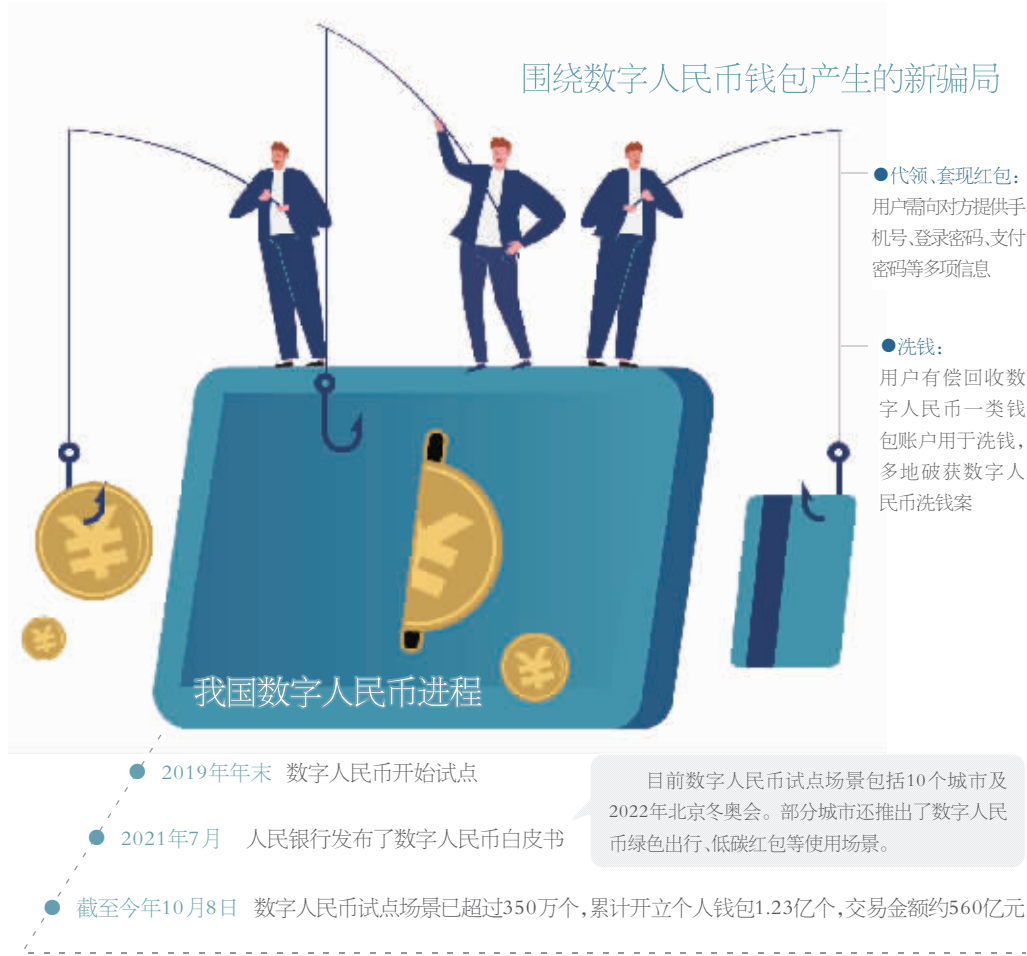 围绕数字人民币钱包产生的新骗局
●代领、套现红包：
用户需向对方提供手
机号、登录密码、支付
密码等多项信息
●洗钱：
用户有偿回收数
字人民币一类钱
包账户用于洗钱，
多地破获数字人
民币洗钱案
我国数字人民币进程
2019年年末 数字人民币开始试点
2021年7月 人民银行发布了数字人民币白皮书
目前数字人民币试点场景包括10个城市及
2022年北京冬奥会。部分城市还推出了数字人民
币绿色出行、低碳红包等使用场景。
截至今年10月8日 数字人民币试点场景已超过350万个，累计开立个人钱包1.23亿个，交易金额约560亿元